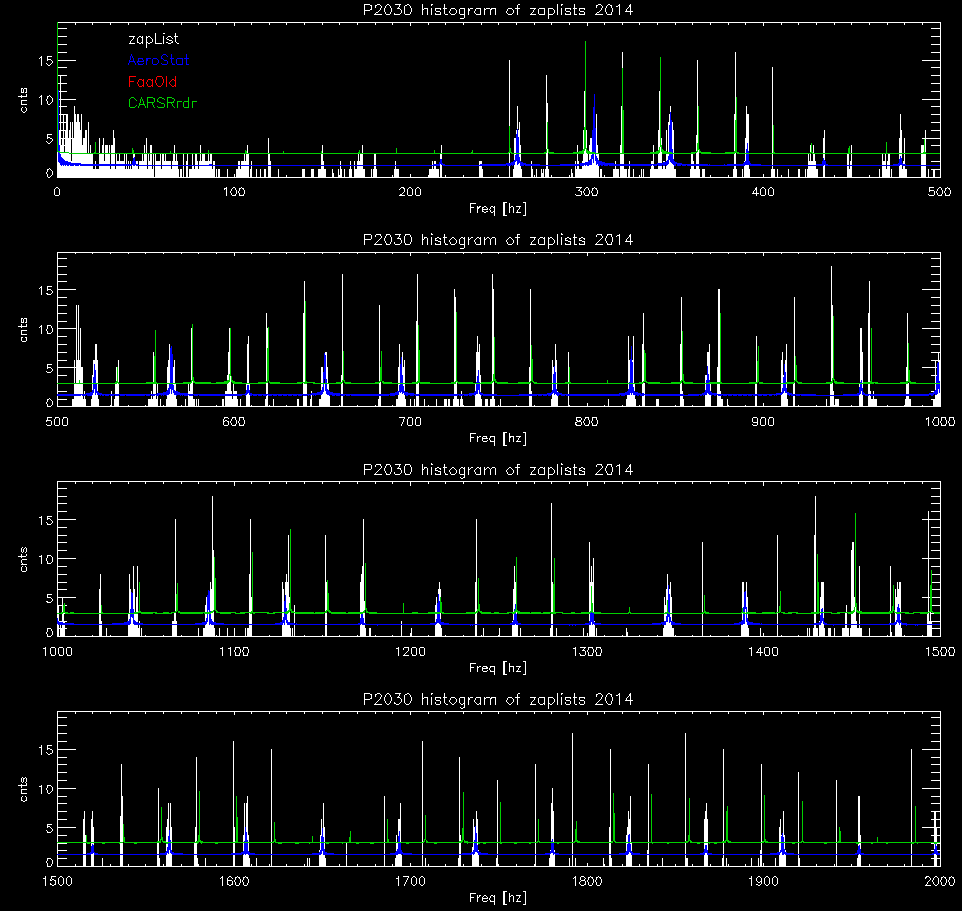 P2030 histogram of zaplists 2014
zapList
AeroStat
FaaOld
CARSRrdr
cnts
15
10
5
0
0 100 200 300 400 500
Freq [hz]
P2030 histogram of zaplists 2014
cnts
15
10
5
0
500 600 700 800 900 1000
Freq [hz]
P2030 histogram of zaplists 2014
cnts
15
10
5
0
1000 1100 1200 1300 1400 1500
Freq [hz]
P2030 histogram of zaplists 2014
cnts
15
10
5
0
1500 1600 1700 1800 1900 2000
Freq [hz]